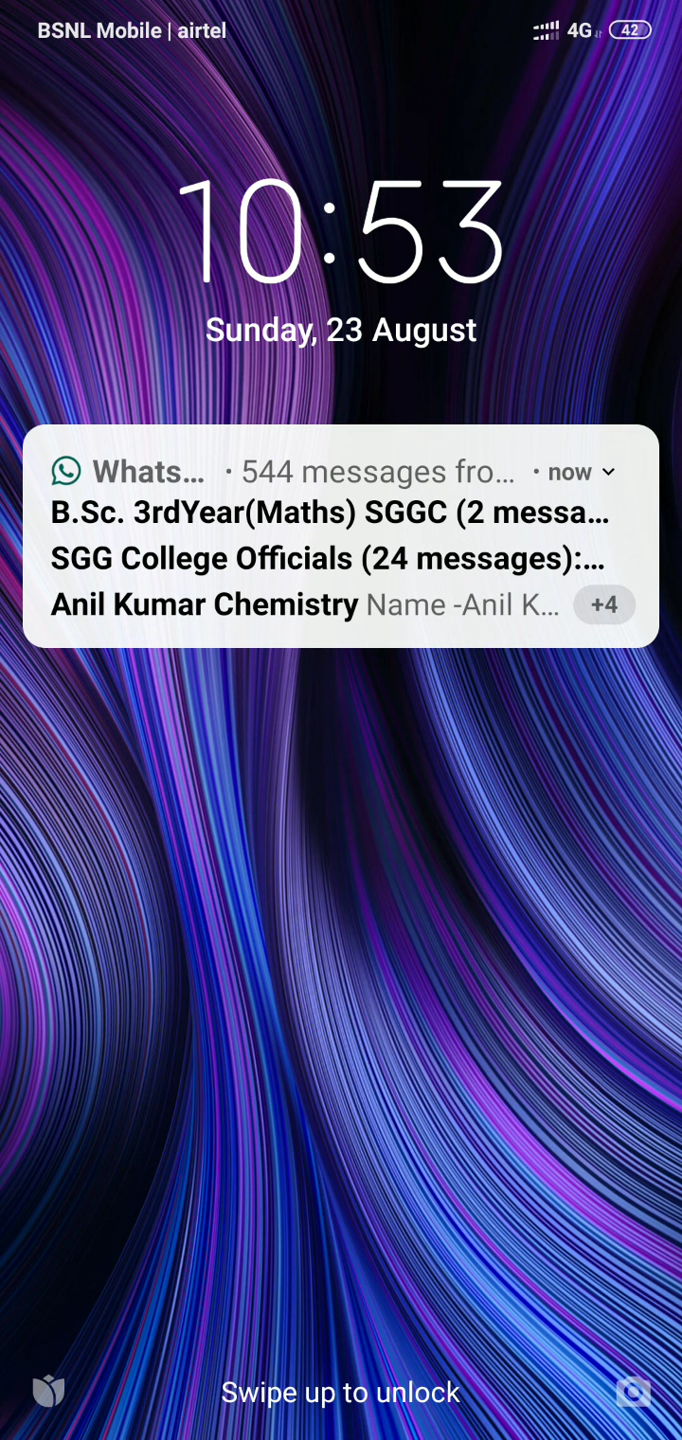 BSNL Mobile | airtel 4G 42
10:53
Sunday, 23 August
Whats... · 544 messages fro... · now
B.Sc. 3rdYear(Maths) SGGC (2 messa...
SGG College Officials (24 messages):...
Anil Kumar Chemistry Name -Anil K... +4
Swipe up to unlock